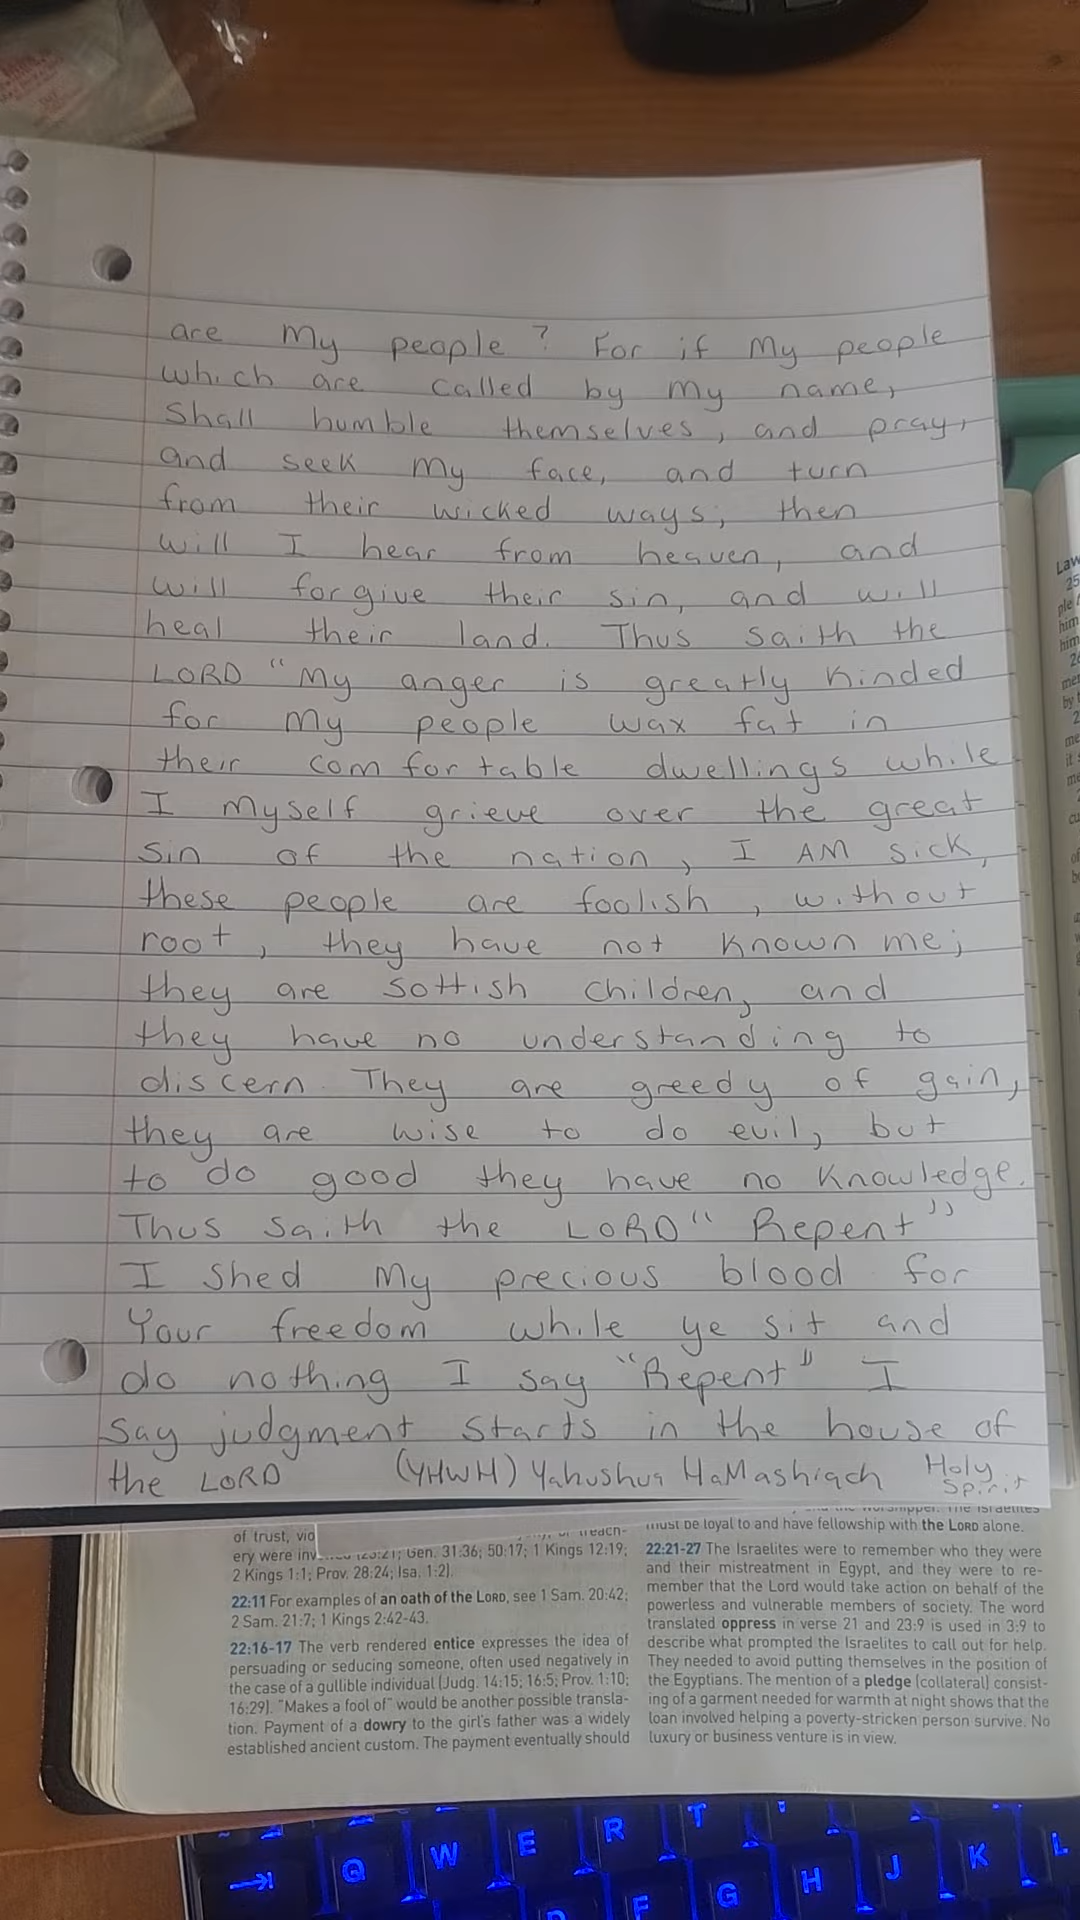 are My people? For if My people
which are called by My name,
Shall humble themselves, and pray,
and seek My face, and turn
from their wicked ways; then
will I hear from heaven, and
will forgive their sin, and will
heal their land. Thus saith the
LORD "My anger is greatly Kinded
for My people wax fat in
their comfortable dwellings while
I Myself grieve over the great
Sin of the nation, I AM sick,
these people are foolish, without
root, they have not known me;
they are sottish children, and
they have no understanding to
discern. They are greedy of gain,
they are wise to do evil, but
to do good they have no Knowledge.
Thus saith the LORD "Repent"
I shed My precious blood for
Your freedom while ye sit and
do nothing I say "Repent" I
say judgment starts in the house of
the LORD (YHWH) Yahushua HaMashiach Holy
Spirit
of trust,
ery were Gen. 31:36; 50:17; 1 Kings 12:19;
2 Kings 1:1; Prov. 28:24; Isa. 1:2).
22:11 For examples of an oath of the LORD, see 1 Sam. 20:42;
2 Sam. 21:7; 1 Kings 2:42-43.
22:16-17 The verb rendered entice expresses the idea of
persuading or seducing someone, often used negatively in
the case of a gullible individual (Judg. 14:15; 16:5; Prov. 1:10;
16:29). "Makes a fool of" would be another possible transla-
tion. Payment of a dowry to the girl's father was a widely
established ancient custom. The payment eventually should
must be loyal to and have fellowship with the LORD alone.
22:21-27 The Israelites were to remember who they were
and their mistreatment in Egypt, and they were to re-
member that the Lord would take action on behalf of the
powerless and vulnerable members of society. The word
translated oppress in verse 21 and 23:9 is used in 3:9 to
describe what prompted the Israelites to call out for help.
They needed to avoid putting themselves in the position of
the Egyptians. The mention of a pledge (collateral) consist-
ing of a garment needed for warmth at night shows that the
loan involved helping a poverty-stricken person survive. No
luxury or business venture is in view.
Q W E R T
F G H J K L